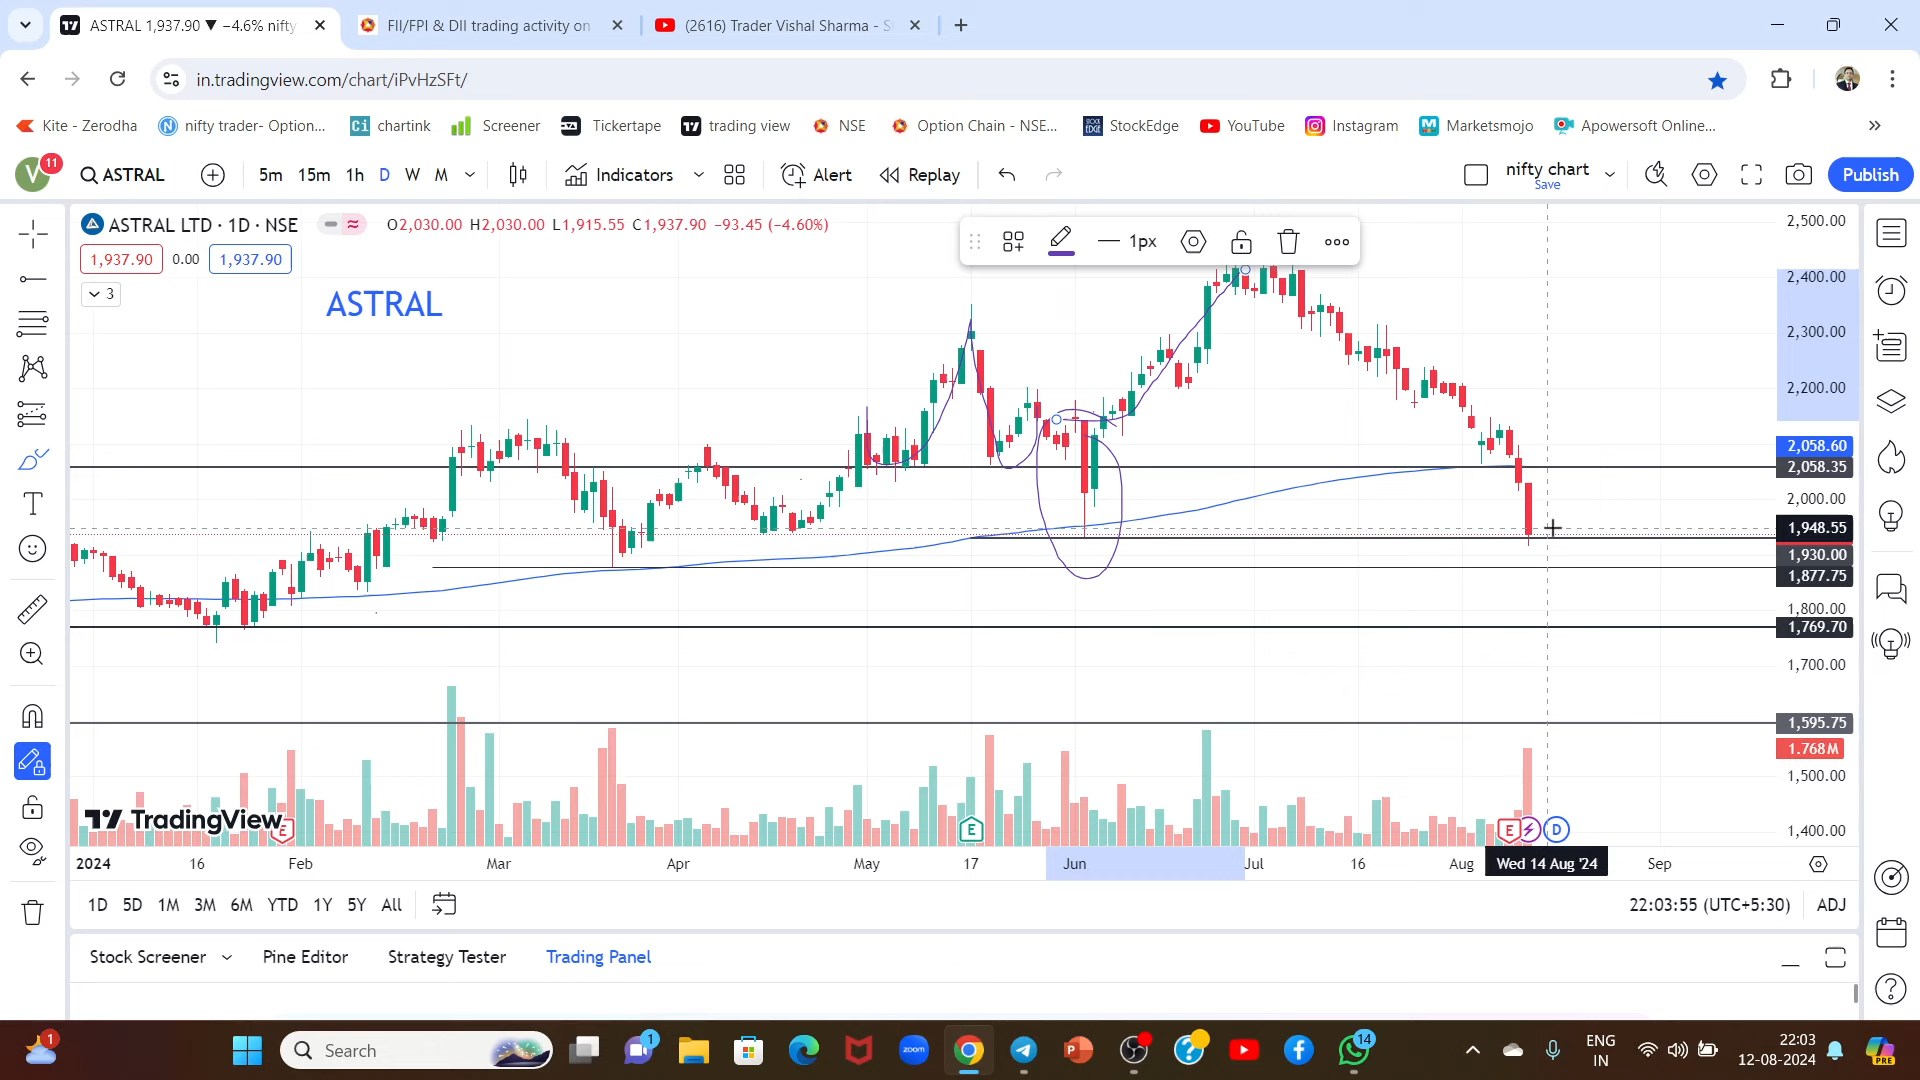 ASTRAL 1,937.90 ▼ −4.6% nifty
FII/FPI & DII trading activity on
(2616) Trader Vishal Sharma - S
in.tradingview.com/chart/iPvHzSFt/
Kite - Zerodha
nifty trader- Option...
chartink
Screener
Tickertape
trading view
NSE
Option Chain - NSE...
StockEdge
YouTube
Instagram
Marketsmojo
Apowersoft Online...
V 11
ASTRAL
5m 15m 1h D W M
Indicators
Alert
Replay
nifty chart
Save
Publish
ASTRAL LTD · 1D · NSE
O2,030.00 H2,030.00 L1,915.55 C1,937.90 −93.45 (−4.60%)
1,937.90 0.00 1,937.90
3
ASTRAL
1px
2,500.00
2,400.00
2,300.00
2,200.00
2,058.60
2,058.35
2,000.00
1,948.55
1,930.00
1,877.75
1,800.00
1,769.70
1,700.00
1,595.75
1.768M
1,500.00
1,400.00
TradingView
E
E
E
D
2024 16 Feb Mar Apr May 17 Jun Jul 16 Aug Wed 14 Aug '24 Sep
1D 5D 1M 3M 6M YTD 1Y 5Y All
22:03:55 (UTC+5:30) ADJ
Stock Screener Pine Editor Strategy Tester Trading Panel
1
Search
1
zoom
14
ENG
IN
22:03
12-08-2024
PRE